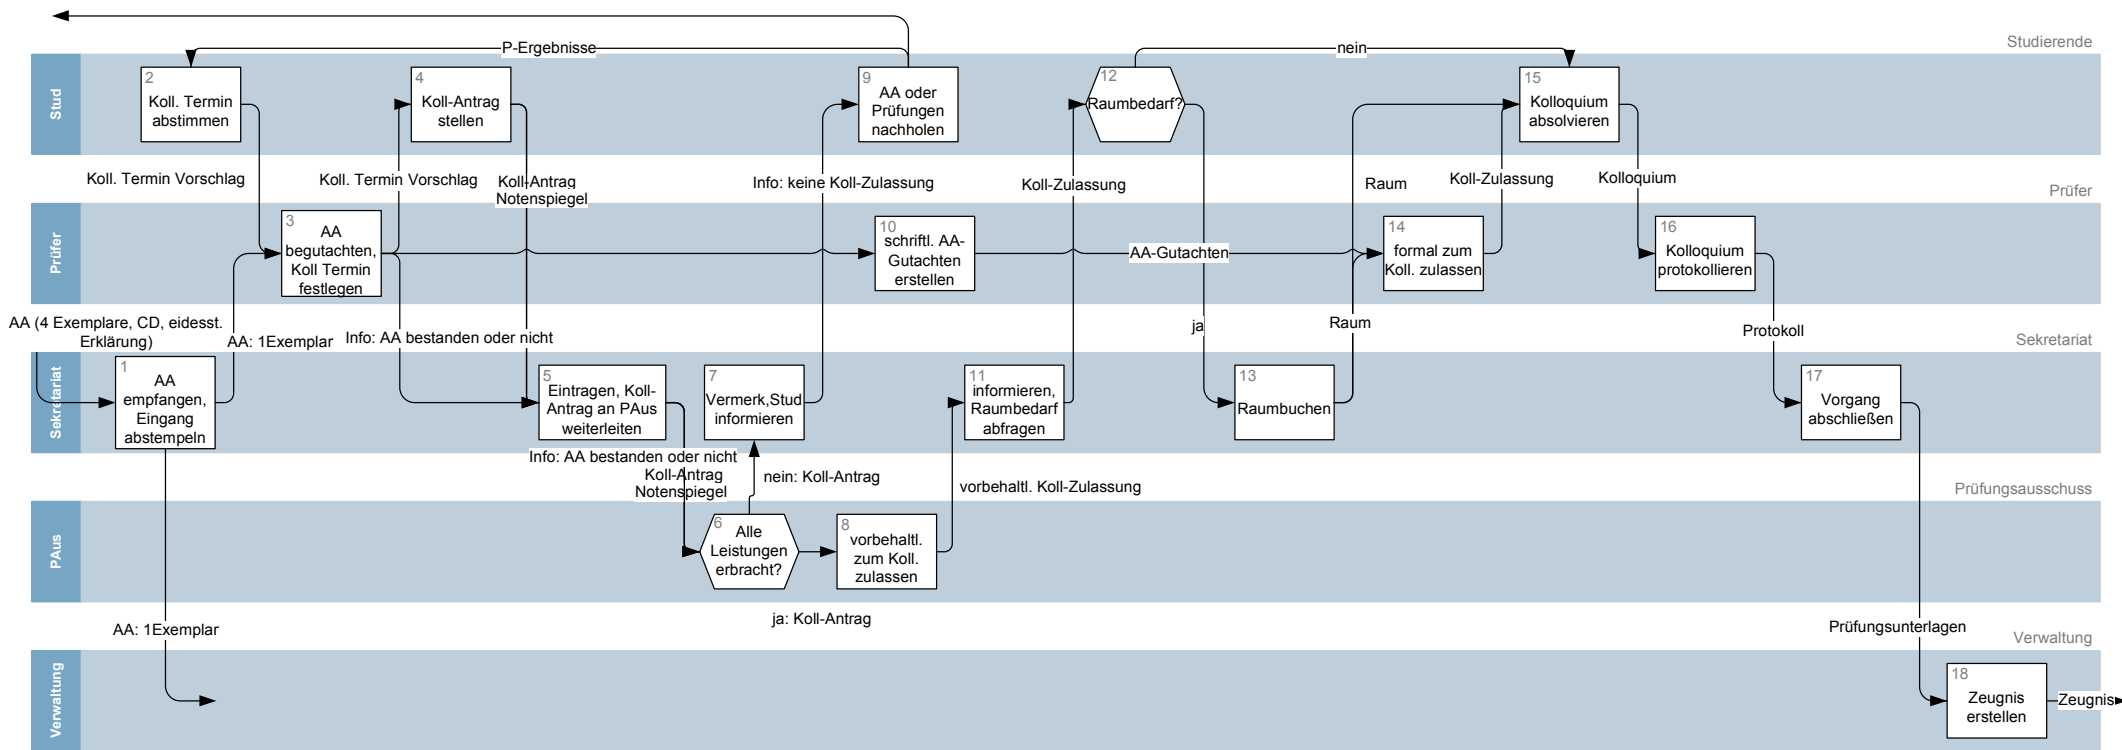 P-Ergebnisse
nein
Studierende
Stud
2
Koll. Termin
abstimmen
4
Koll-Antrag
stellen
9
AA oder
Prüfungen
nachholen
12
Raumbedarf?
15
Kolloquium
absolvieren
Koll. Termin Vorschlag
Koll. Termin Vorschlag
Koll-Antrag
Notenspiegel
Info: keine Koll-Zulassung
Koll-Zulassung
Raum
Koll-Zulassung
Kolloquium
Prüfer
Prüfer
3
AA
begutachten,
Koll Termin
festlegen
10
schriftl. AA-
Gutachten
erstellen
AA-Gutachten
14
formal zum
Koll. zulassen
16
Kolloquium
protokollieren
AA (4 Exemplare, CD, eidesst.
Erklärung)
AA: 1Exemplar
Info: AA bestanden oder nicht
ja
Raum
Protokoll
Sekretariat
Sekretariat
1
AA
empfangen,
Eingang
abstempeln
5
Eintragen, Koll-
Antrag an PAus
weiterleiten
7
Vermerk,Stud
informieren
11
informieren,
Raumbedarf
abfragen
13
Raumbuchen
17
Vorgang
abschließen
Info: AA bestanden oder nicht
Koll-Antrag
Notenspiegel
nein: Koll-Antrag
vorbehaltl. Koll-Zulassung
Prüfungsausschuss
PAus
6
Alle
Leistungen
erbracht?
8
vorbehaltl.
zum Koll.
zulassen
ja: Koll-Antrag
AA: 1Exemplar
Prüfungsunterlagen
Verwaltung
Verwaltung
18
Zeugnis
erstellen
Zeugnis